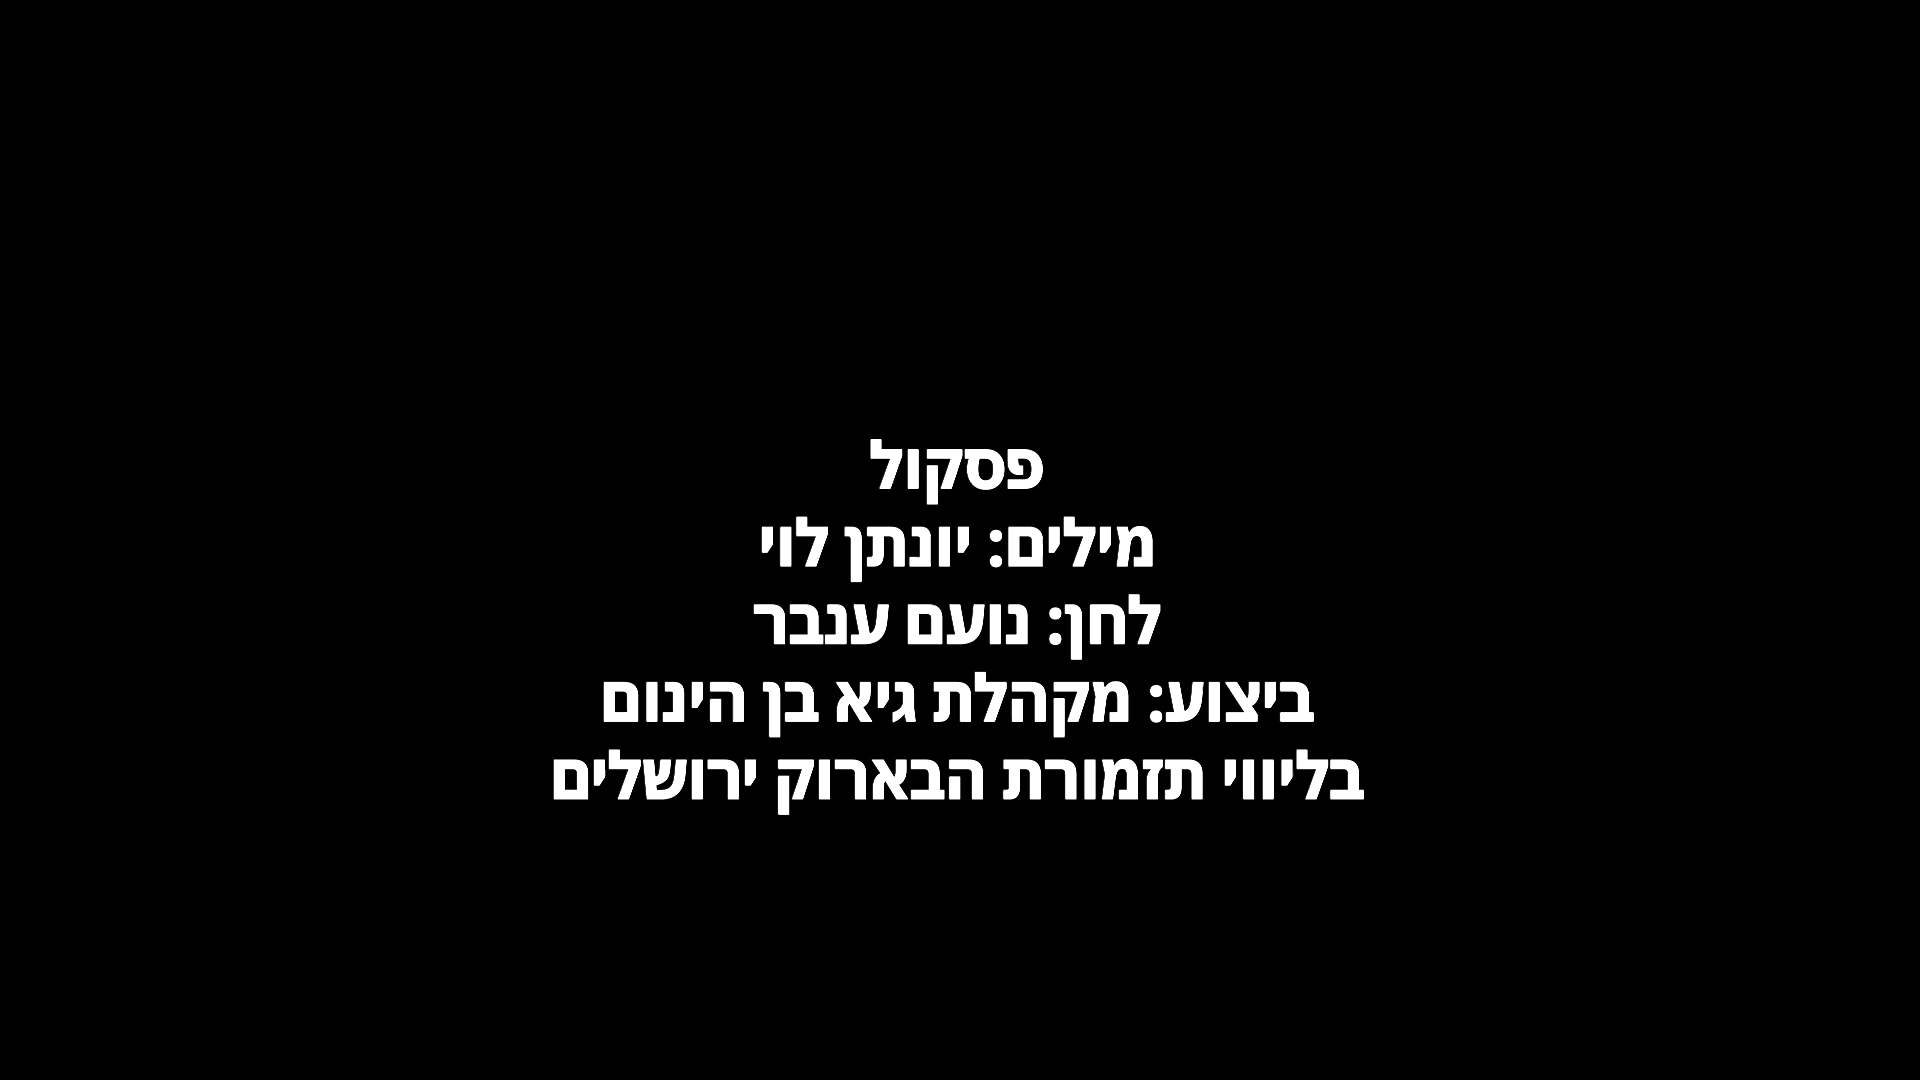 פסקול
מילים: יונתן לוי
לחן: נועם ענבר
ביצוע: מקהלת גיא בן הינום
בליווי תזמורת הבארוק ירושלים